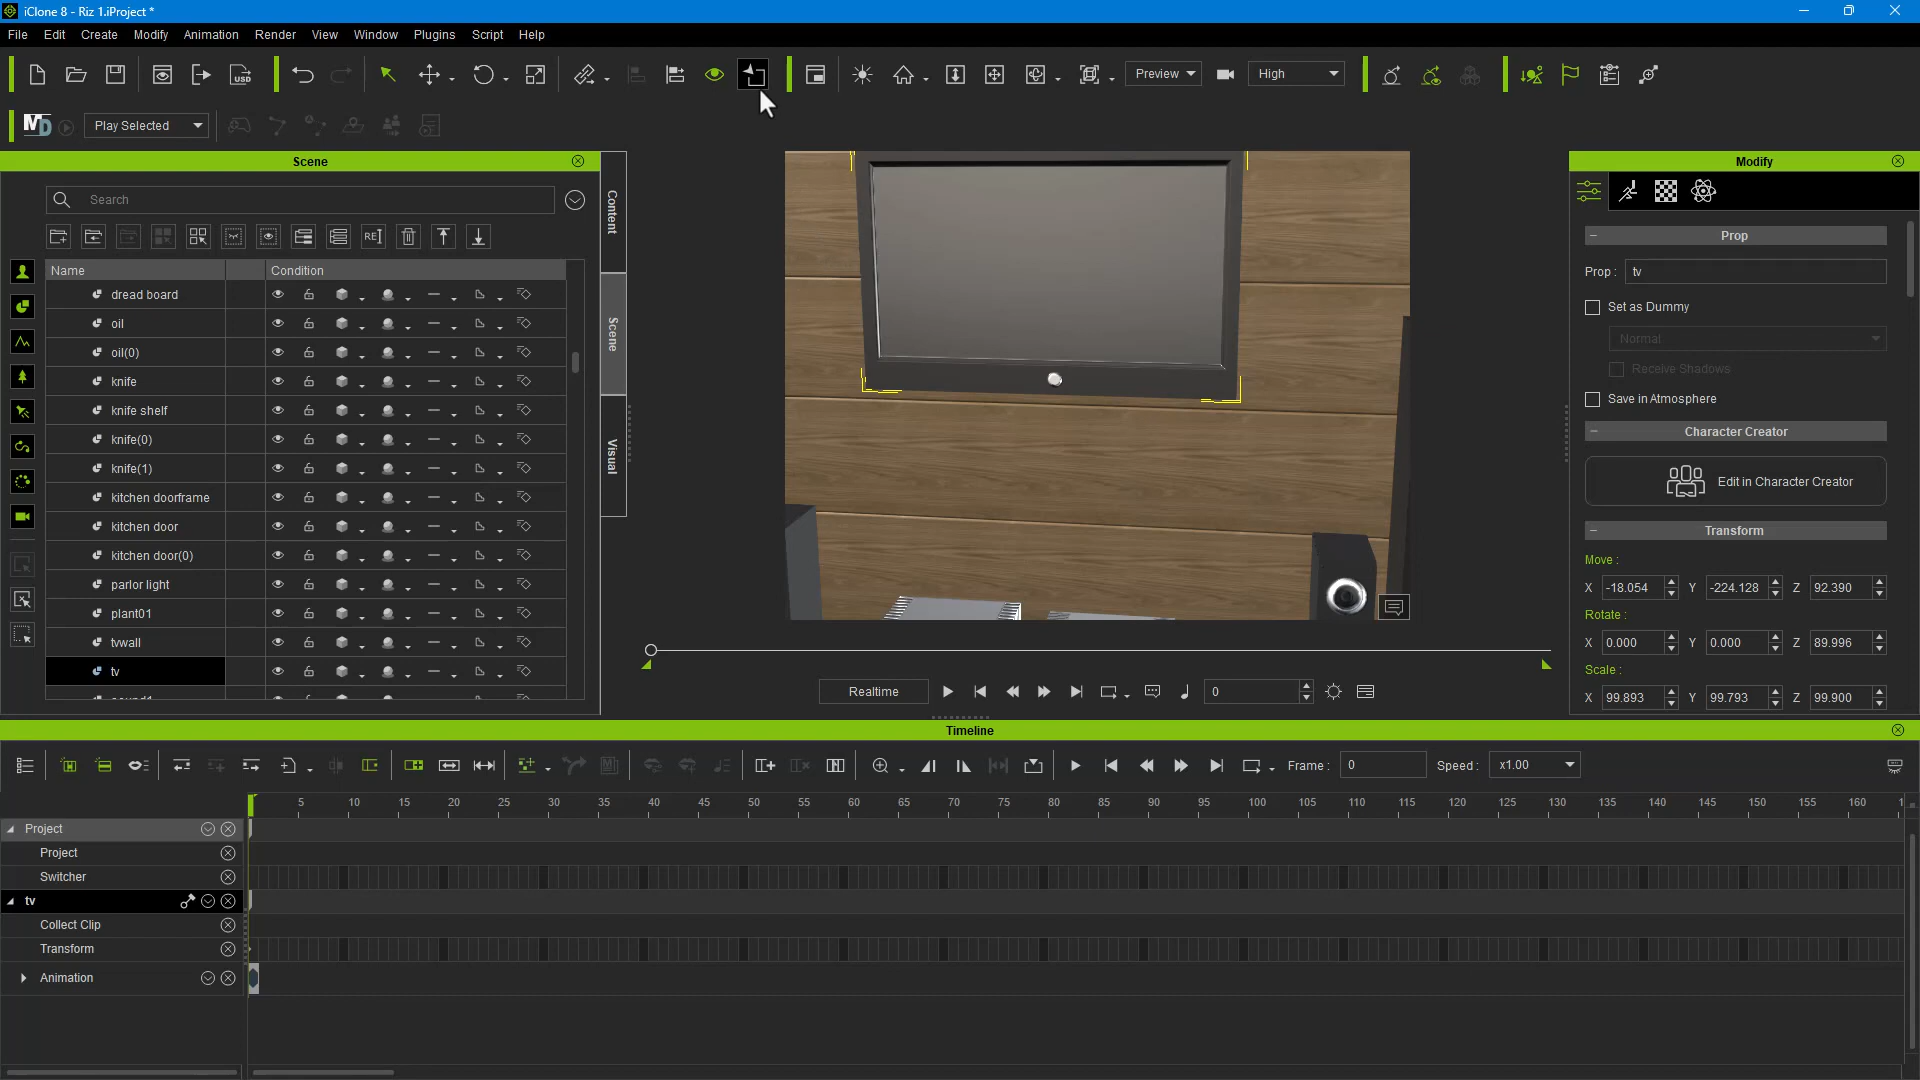 iClone 8 - Riz 1.iProject *
File Edit Create Modify Animation Render View Window Plugins Script Help
USD
Preview
High
MD
Play Selected
Scene
Search
REI
Name Condition
dread board
oil
oil(0)
knife
knife shelf
knife(0)
knife(1)
kitchen doorframe
kitchen door
kitchen door(0)
parlor light
plant01
tvwall
tv
Content
Scene
Visual
Realtime
0
Modify
Prop
Prop : tv
Set as Dummy
Normal
Receive Shadows
Save in Atmosphere
Character Creator
Edit in Character Creator
Transform
Move :
X -18.054 Y -224.128 Z 92.390
Rotate :
X 0.000 Y 0.000 Z 89.996
Scale :
X 99.893 Y 99.793 Z 99.900
Timeline
Frame : 0 Speed : x1.00
5 10 15 20 25 30 35 40 45 50 55 60 65 70 75 80 85 90 95 100 105 110 115 120 125 130 135 140 145 150 155 160 1
Project
Project
Switcher
tv
Collect Clip
Transform
Animation